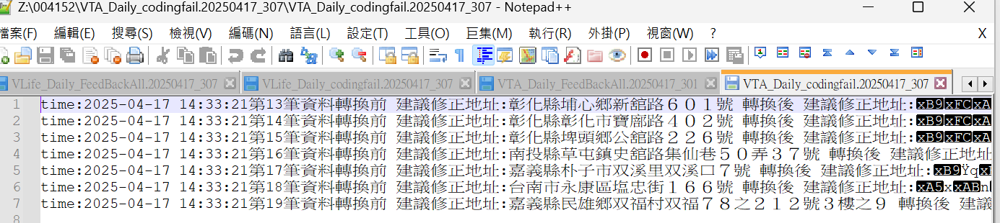 Z:\004152\VTA_Daily_codingfail.20250417_307\VTA_Daily_codingfail.20250417_307 - Notepad++
檔案(F) 編輯(E) 搜尋(S) 檢視(V) 編碼(N) 語言(L) 設定(T) 工具(O) 巨集(M) 執行(R) 外掛(P) 視窗(W) ? X
VLife_Daily_FeedBackAll.20250417_307 VLife_Daily_codingfail.20250417_307 VTA_Daily_FeedBackAll.20250417_301 VTA_Daily_codingfail.20250417_307
1 time:2025-04-17 14:33:21第13筆資料轉換前 建議修正地址:彰化縣埔心鄉新舘路６０１號 轉換後 建議修正地址:xB9xFCxA
2 time:2025-04-17 14:33:21第14筆資料轉換前 建議修正地址:彰化縣彰化市寶廍路４０２號 轉換後 建議修正地址:xB9xFCxA
3 time:2025-04-17 14:33:21第15筆資料轉換前 建議修正地址:彰化縣埤頭鄉公舘路２２６號 轉換後 建議修正地址:xB9xFCxA
4 time:2025-04-17 14:33:21第16筆資料轉換前 建議修正地址:南投縣草屯鎮史舘路集仙巷５０弄３７號 轉換後 建議修正地址
5 time:2025-04-17 14:33:21第17筆資料轉換前 建議修正地址:嘉義縣朴子市双溪里双溪口７號 轉換後 建議修正地址:xB9Ÿqx
6 time:2025-04-17 14:33:21第18筆資料轉換前 建議修正地址:台南市永康區塩忠街１６６號 轉換後 建議修正地址:xA5xxABn
7 time:2025-04-17 14:33:21第19筆資料轉換前 建議修正地址:嘉義縣民雄鄉双福村双福７８之２１２號３樓之９ 轉換後 建議
8